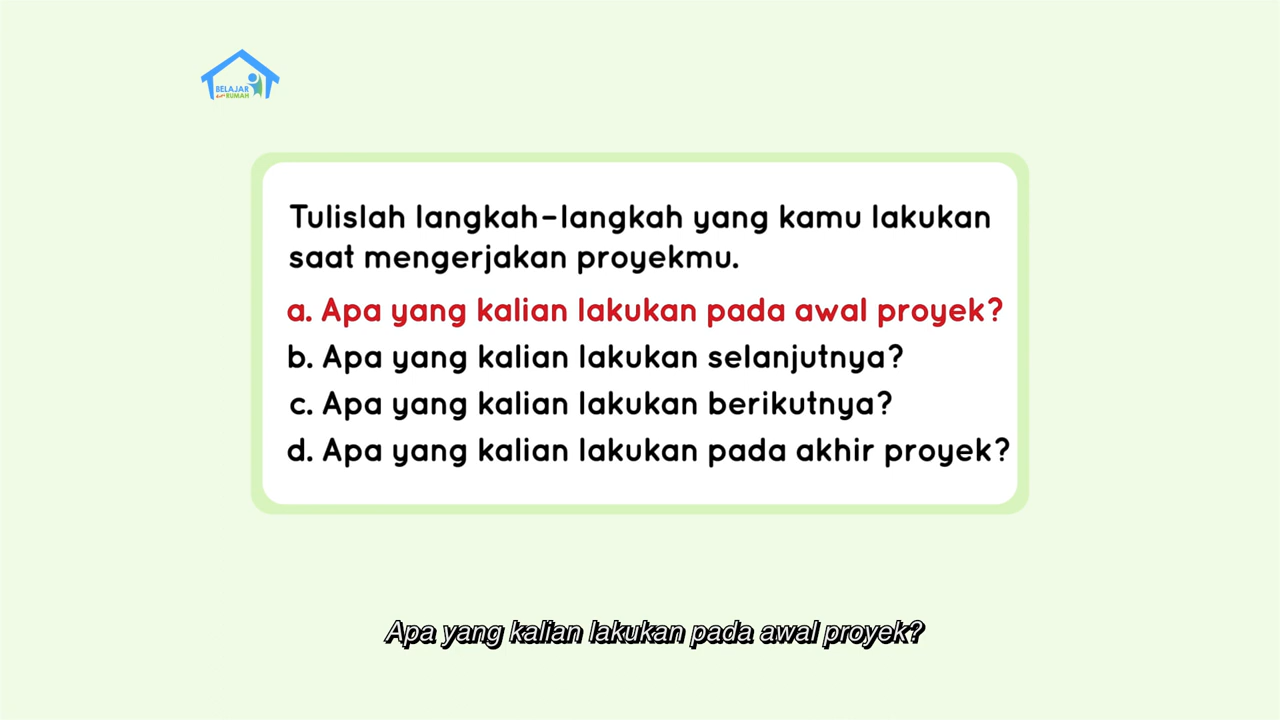 BELAJAR
dari RUMAH
Tulislah langkah-langkah yang kamu lakukan
saat mengerjakan proyekmu.
a. Apa yang kalian lakukan pada awal proyek?
b. Apa yang kalian lakukan selanjutnya?
c. Apa yang kalian lakukan berikutnya?
d. Apa yang kalian lakukan pada akhir proyek?
Apa yang kalian lakukan pada awal proyek?